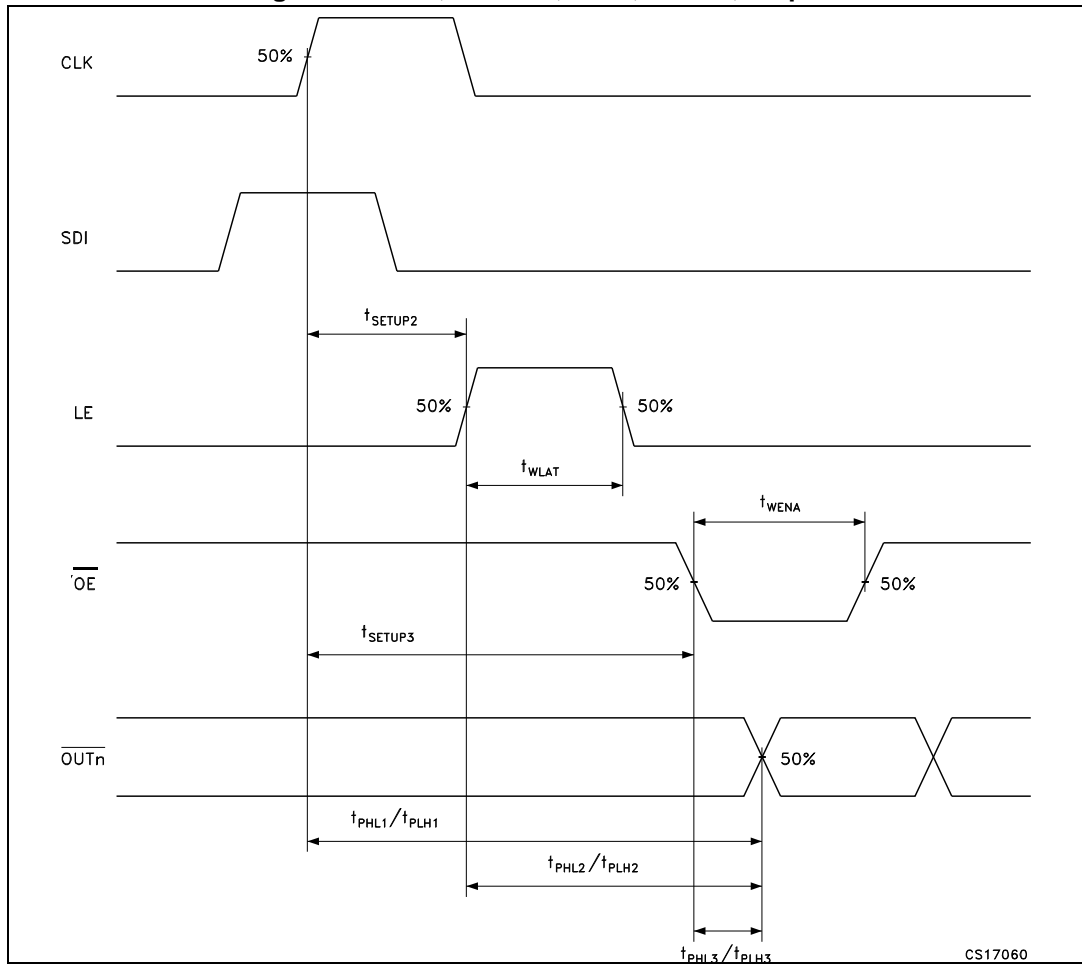 CLK
50%
SDI
tSETUP2
LE
50%
50%
tWLAT
tWENA
OE
50%
50%
tSETUP3
OUTn
50%
tPHL1/tPLH1
tPHL2/tPLH2
tPHL3/tPLH3
CS17060